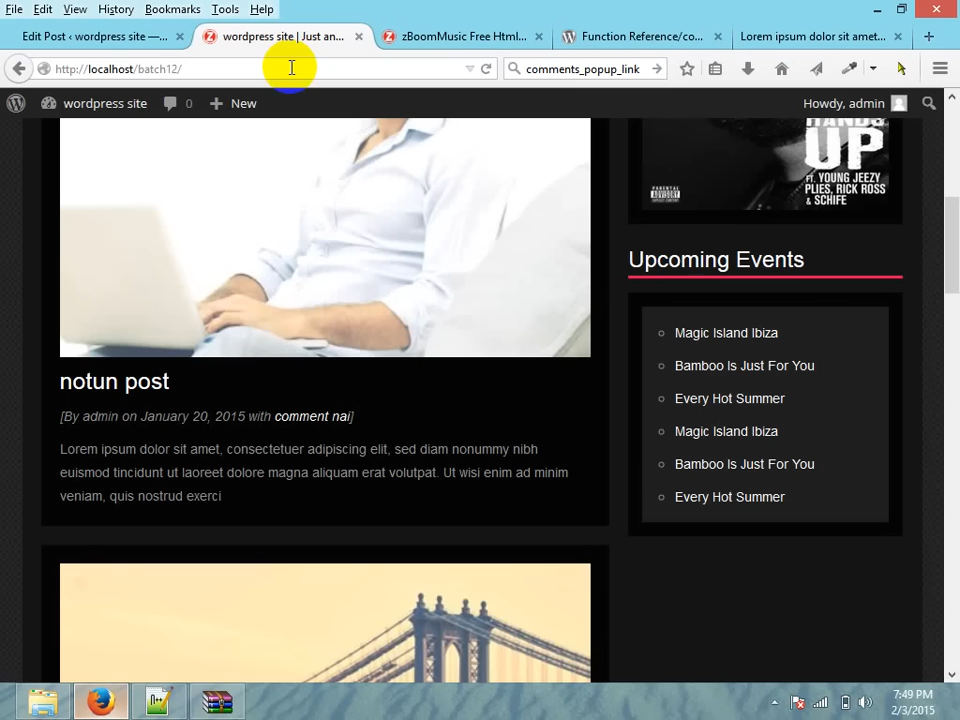 File Edit View History Bookmarks Tools Help
Edit Post ‹ wordpress site —...
wordpress site | Just an...
zBoomMusic Free Html...
Function Reference/co...
Lorem ipsum dolor sit amet...
http://localhost/batch12/
comments_popup_link
wordpress site 0 New
Howdy, admin
HANDS
UP
FT. YOUNG JEEZY
PLIES, RICK ROSS
& SCHIFE
PARENTAL
ADVISORY
Upcoming Events
Magic Island Ibiza
Bamboo Is Just For You
Every Hot Summer
Magic Island Ibiza
Bamboo Is Just For You
Every Hot Summer
notun post
[By admin on January 20, 2015 with comment nai]
Lorem ipsum dolor sit amet, consectetuer adipiscing elit, sed diam nonummy nibh
euismod tincidunt ut laoreet dolore magna aliquam erat volutpat. Ut wisi enim ad minim
veniam, quis nostrud exerci
7:49 PM
2/3/2015